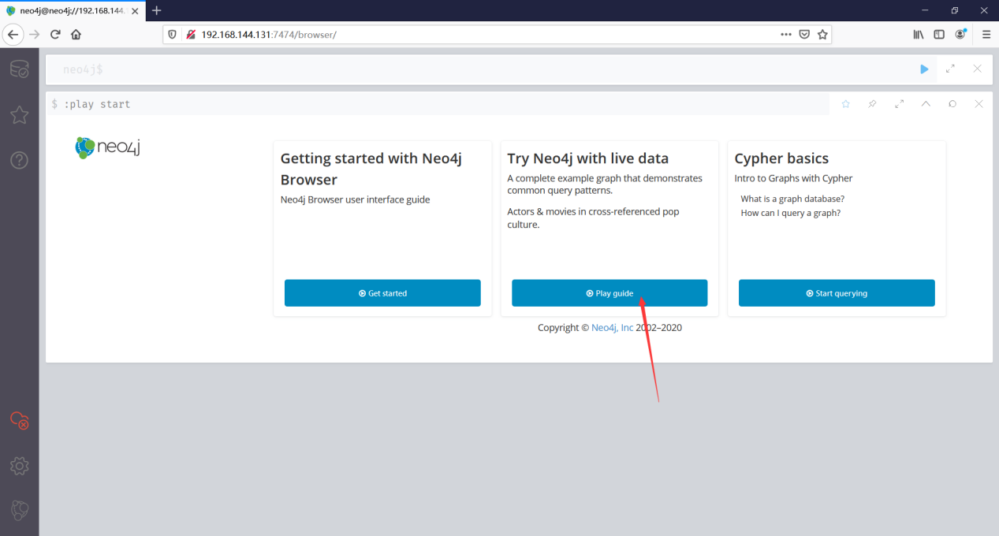 neo4j@neo4j://192.168.144.
192.168.144.131:7474/browser/
neo4j$
$ :play start
neo4j
Getting started with Neo4j
Browser
Neo4j Browser user interface guide
Get started
Try Neo4j with live data
A complete example graph that demonstrates
common query patterns.
Actors & movies in cross-referenced pop
culture.
Play guide
Cypher basics
Intro to Graphs with Cypher
What is a graph database?
How can I query a graph?
Start querying
Copyright © Neo4j, Inc 2002–2020